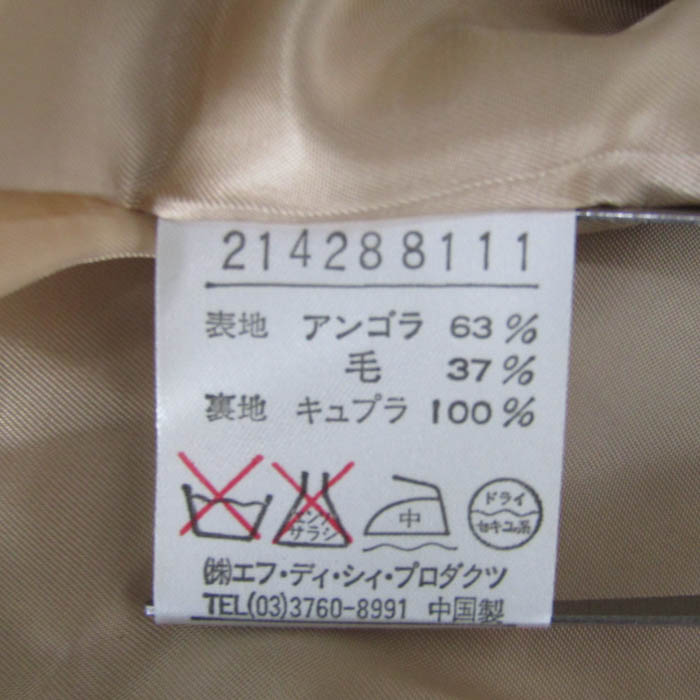 214288111
表地 アンゴラ 63%
毛 37%
裏地 キュプラ 100%
エンソ サラシ 中 ドライ セキユ系
㈱エフ・ディ・シィ・プロダクツ
TEL(03)3760-8991 中国製